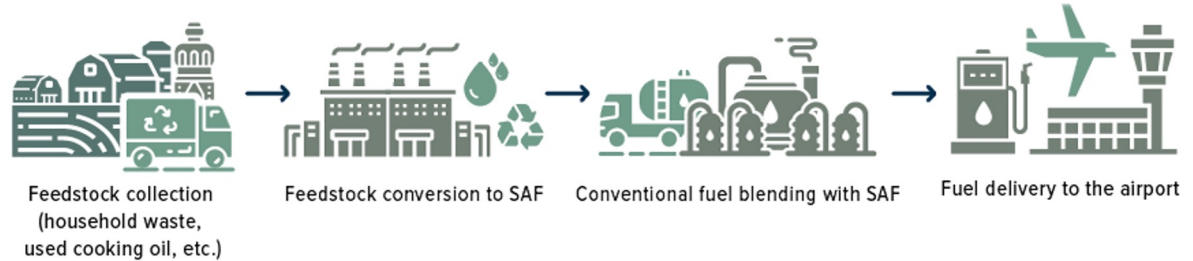 Feedstock collection
(household waste,
used cooking oil, etc.)
Feedstock conversion to SAF
Conventional fuel blending with SAF
Fuel delivery to the airport